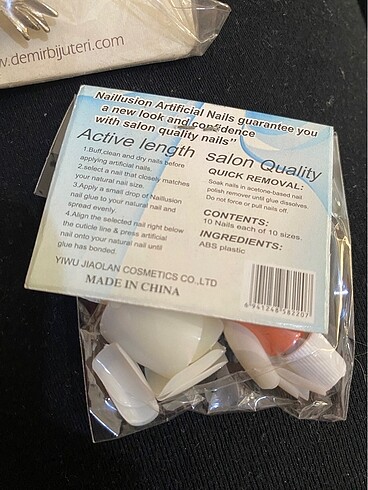 w.demirbijuteri.com
Naillusion Artificial Nails guarantee you
a new look and confidence
with salon quality nails"
Active length
1.Buff,clean and dry nails before
applying artificial nails.
2.select a nail that closely matches
your natural nail size.
3.Apply a small drop of Naillusion
nail glue to your natural nail and
spread evenly.
4.Align the selected nail right below
the cuticle line & press artificial
nail onto your natural nail until
glue has bonded.
salon Quality
QUICK REMOVAL:
Soak nails in acetone-based nail
polish remover until glue dissolves.
Do not force or pull nails off.
CONTENTS:
10 Nails each of 10 sizes.
INGREDIENTS:
ABS plastic
YIWU JIAOLAN COSMETICS CO.,LTD
MADE IN CHINA
6 941248 562207